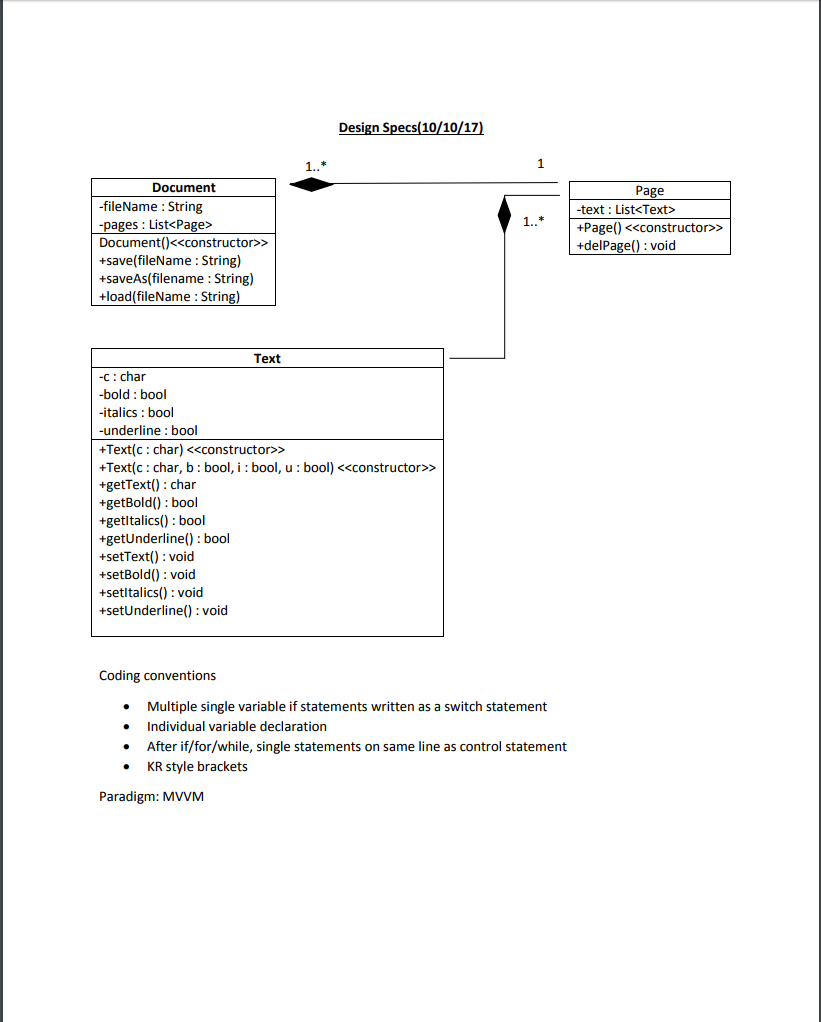 Design Specs(10/10/17)
1..*
1
Document
-fileName : String
-pages : List<Page>
Document()<<constructor>>
+save(fileName : String)
+saveAs(filename : String)
+load(fileName : String)
Page
-text : List<Text>
+Page() <<constructor>>
+delPage() : void
1..*
Text
-c : char
-bold : bool
-italics : bool
-underline : bool
+Text(c : char) <<constructor>>
+Text(c : char, b : bool, i : bool, u : bool) <<constructor>>
+getText() : char
+getBold() : bool
+getItalics() : bool
+getUnderline() : bool
+setText() : void
+setBold() : void
+setItalics() : void
+setUnderline() : void
Coding conventions
• Multiple single variable if statements written as a switch statement
• Individual variable declaration
• After if/for/while, single statements on same line as control statement
• KR style brackets
Paradigm: MVVM